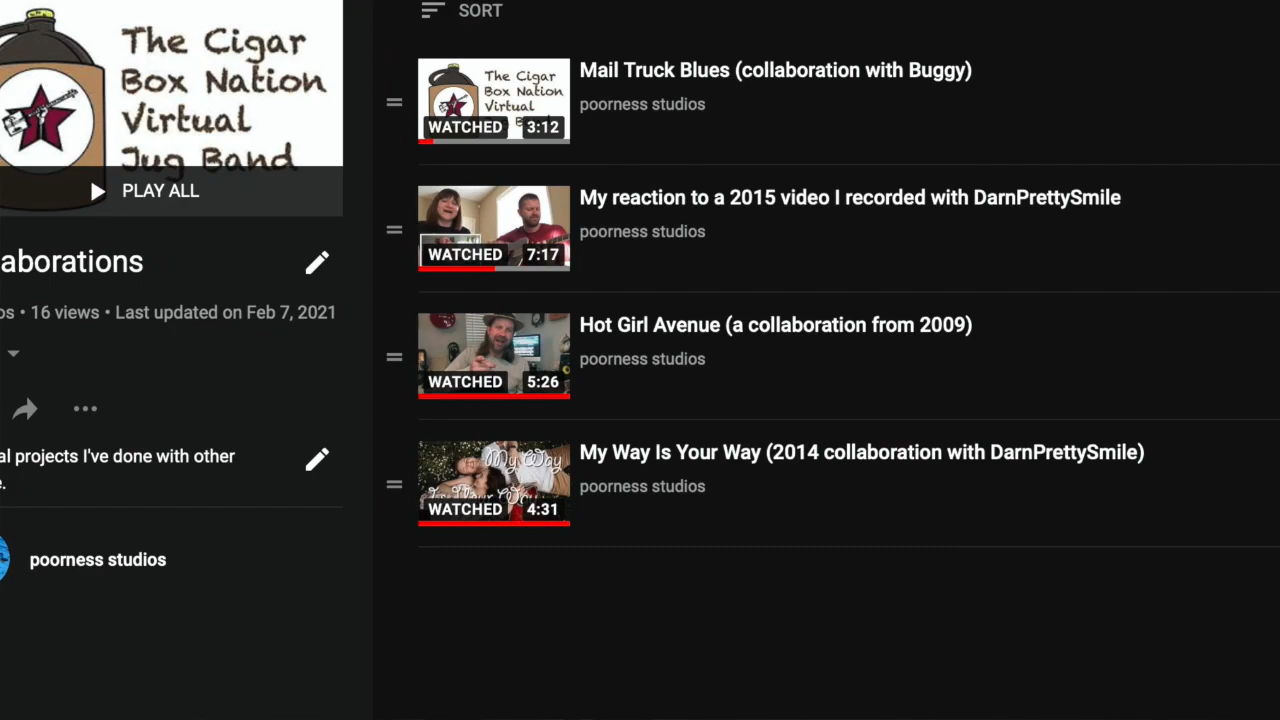 The Cigar
Box Nation
Virtual
Jug Band
PLAY ALL
aborations
os • 16 views • Last updated on Feb 7, 2021
al projects I've done with other
e.
poorness studios
SORT
The Cigar
Box Nation
Virtual
WATCHED
3:12
Mail Truck Blues (collaboration with Buggy)
poorness studios
WATCHED
7:17
My reaction to a 2015 video I recorded with DarnPrettySmile
poorness studios
WATCHED
5:26
Hot Girl Avenue (a collaboration from 2009)
poorness studios
My Way
Is Your Way
WATCHED
4:31
My Way Is Your Way (2014 collaboration with DarnPrettySmile)
poorness studios